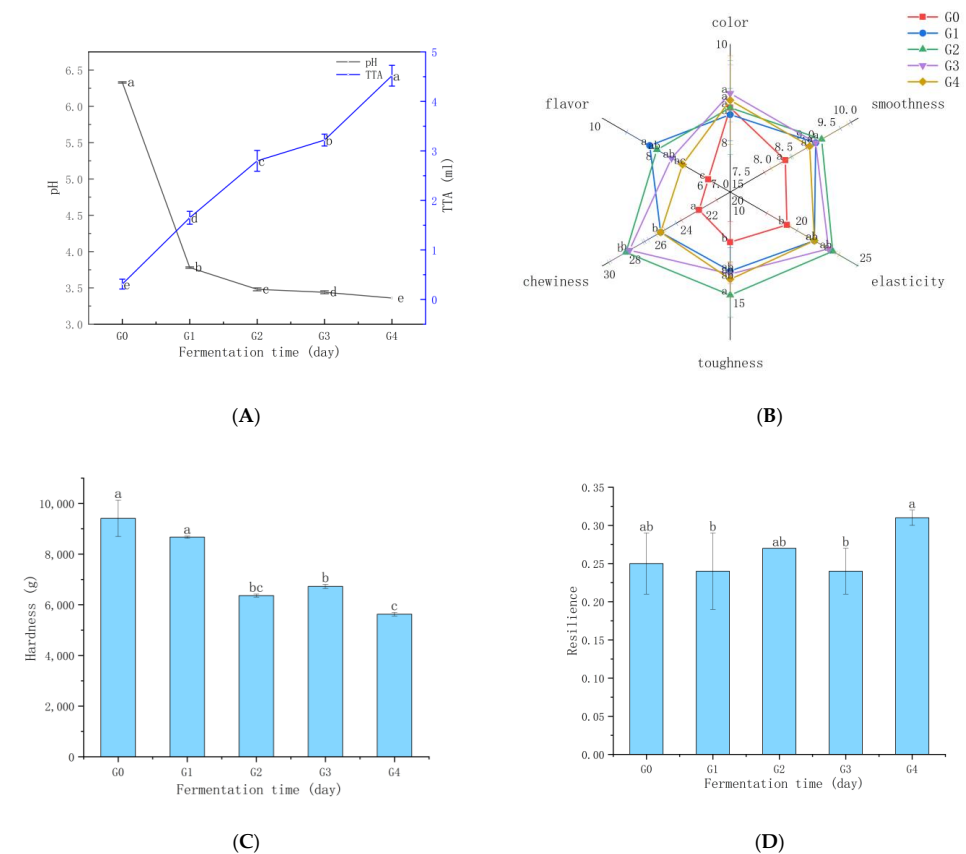 pH
TTA
6.5
6.0
5.5
5.0
4.5
4.0
3.5
3.0
pH
5
4
3
2
1
0
TTA (ml)
a
b
c
d
e
e
d
c
b
a
G0
G1
G2
G3
G4
Fermentation time (day)
(A)
G0
G1
G2
G3
G4
color
10
8
smoothness
10.0
9.5
9.0
8.5
8.0
7.5
7.0
elasticity
25
20
15
toughness
15
10
chewiness
30
28
26
24
22
20
flavor
10
8
6
(B)
10,000
8,000
6,000
4,000
2,000
0
Hardness (g)
a
a
bc
b
c
G0
G1
G2
G3
G4
Fermentation time (day)
(C)
0.35
0.30
0.25
0.20
0.15
0.10
0.05
0.00
Resilience
ab
b
ab
b
a
G0
G1
G2
G3
G4
Fermentation time (day)
(D)